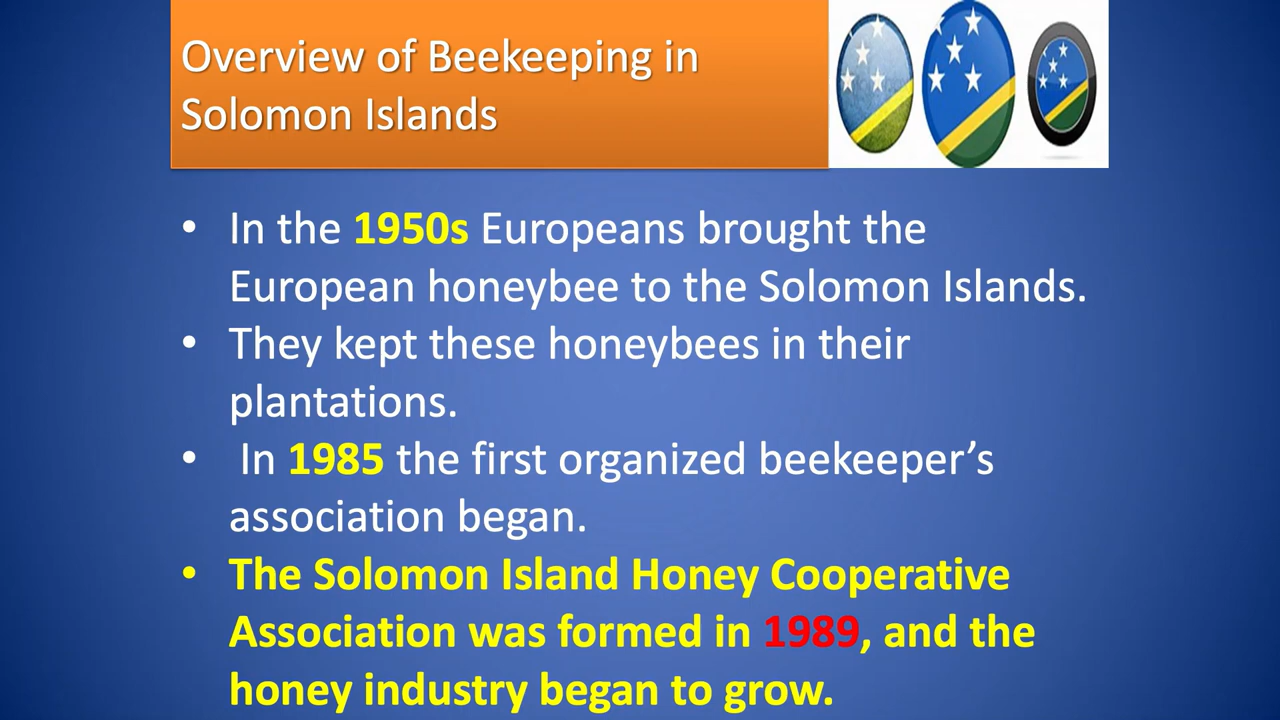 Overview of Beekeeping in
Solomon Islands
• In the 1950s Europeans brought the
European honeybee to the Solomon Islands.
• They kept these honeybees in their
plantations.
• In 1985 the first organized beekeeper’s
association began.
• The Solomon Island Honey Cooperative
Association was formed in 1989, and the
honey industry began to grow.